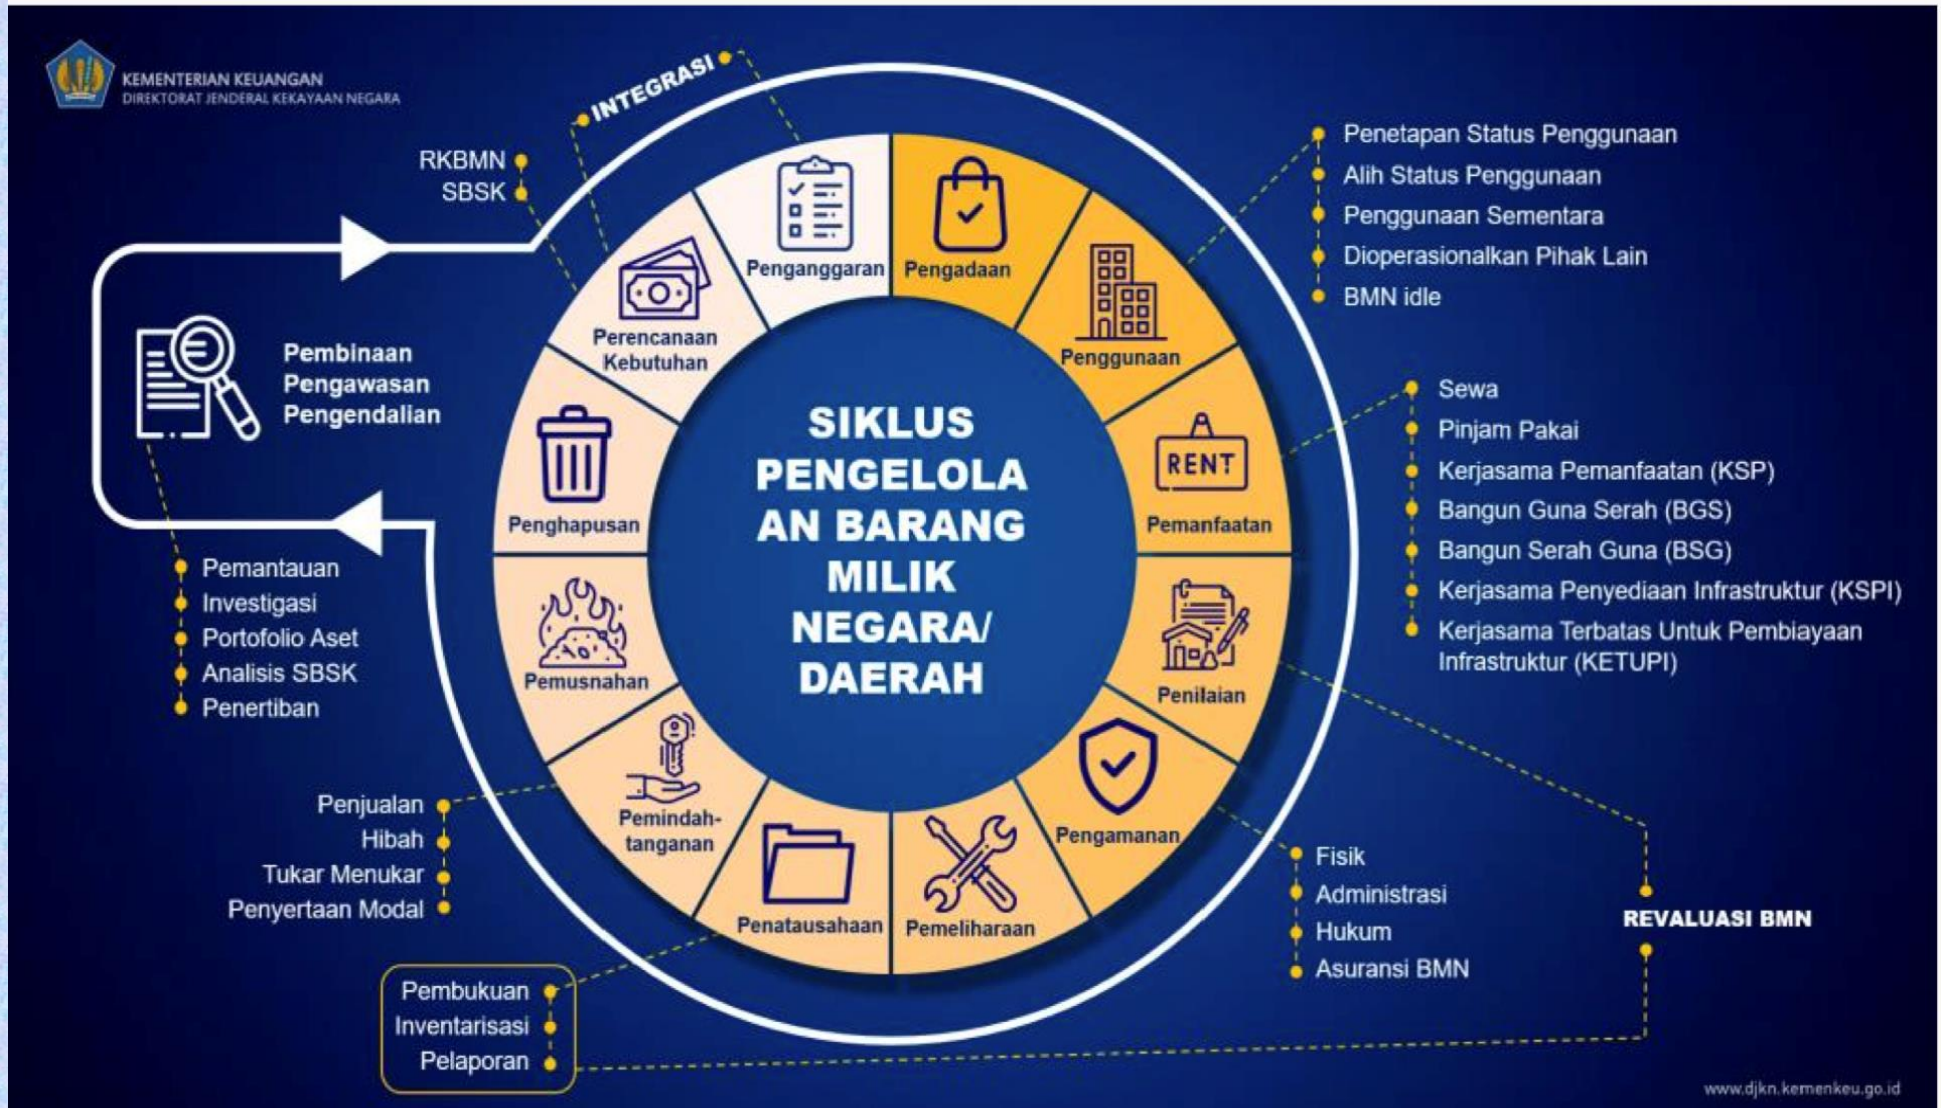 KEMENTERIAN KEUANGAN
DIREKTORAT JENDERAL KEKAYAAN NEGARA
INTEGRASI
RKBMN
SBSK
Pembinaan
Pengawasan
Pengendalian
Pemantauan
Investigasi
Portofolio Aset
Analisis SBSK
Penertiban
SIKLUS
PENGELOLA
AN BARANG
MILIK
NEGARA/
DAERAH
Penganggaran
Pengadaan
Penggunaan
RENT
Pemanfaatan
Penilaian
Pengamanan
Pemeliharaan
Penatausahaan
Pemindah-
tanganan
Pemusnahan
Penghapusan
Perencanaan
Kebutuhan
Penetapan Status Penggunaan
Alih Status Penggunaan
Penggunaan Sementara
Dioperasionalkan Pihak Lain
BMN idle
Sewa
Pinjam Pakai
Kerjasama Pemanfaatan (KSP)
Bangun Guna Serah (BGS)
Bangun Serah Guna (BSG)
Kerjasama Penyediaan Infrastruktur (KSPI)
Kerjasama Terbatas Untuk Pembiayaan
Infrastruktur (KETUPI)
Fisik
Administrasi
Hukum
Asuransi BMN
REVALUASI BMN
Penjualan
Hibah
Tukar Menukar
Penyertaan Modal
Pembukuan
Inventarisasi
Pelaporan
www.djkn.kemenkeu.go.id